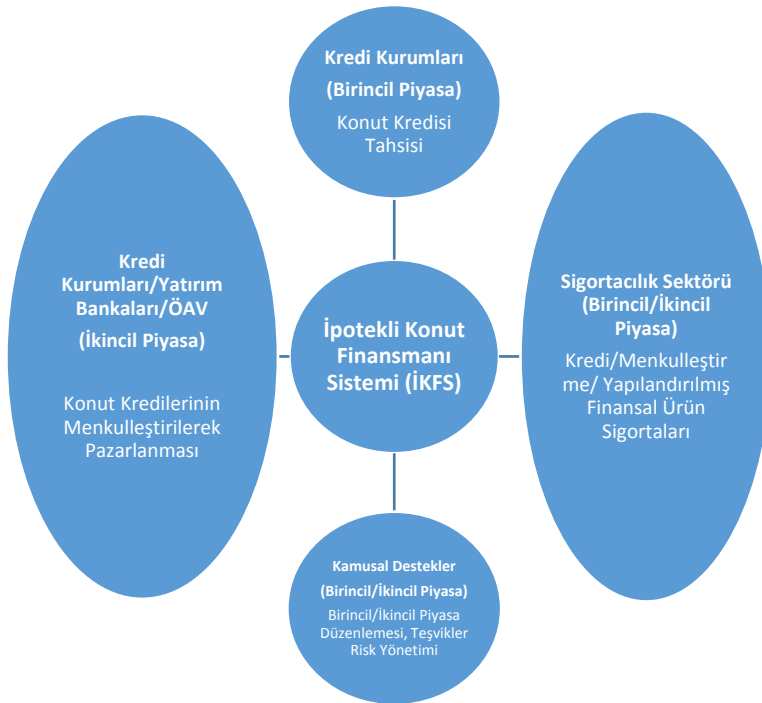 Kredi Kurumları
(Birincil Piyasa)
Konut Kredisi
Tahsisi
Kredi
Kurumları/Yatırım
Bankaları/ÖAV
(İkincil Piyasa)
Konut Kredilerinin
Menkulleştirilerek
Pazarlanması
İpotekli Konut
Finansmanı
Sistemi (İKFS)
Sigortacılık Sektörü
(Birincil/İkincil
Piyasa)
Kredi/Menkulleştir
me/ Yapılandırılmış
Finansal Ürün
Sigortaları
Kamusal Destekler
(Birincil/İkincil Piyasa)
Birincil/İkincil Piyasa
Düzenlemesi, Teşvikler
Risk Yönetimi